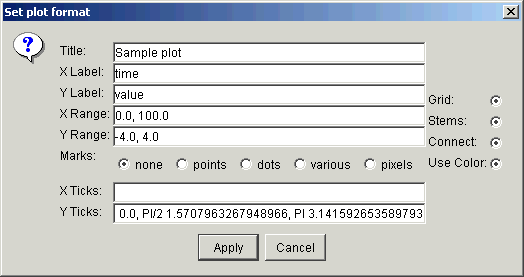 Set plot format
Title: Sample plot
X Label: time
Y Label: value
X Range: 0.0, 100.0
Y Range: -4.0, 4.0
Grid:
Stems:
Connect:
Use Color:
Marks: none points dots various pixels
X Ticks:
Y Ticks: 0.0, PI/2 1.5707963267948966, PI 3.141592653589793
Apply Cancel